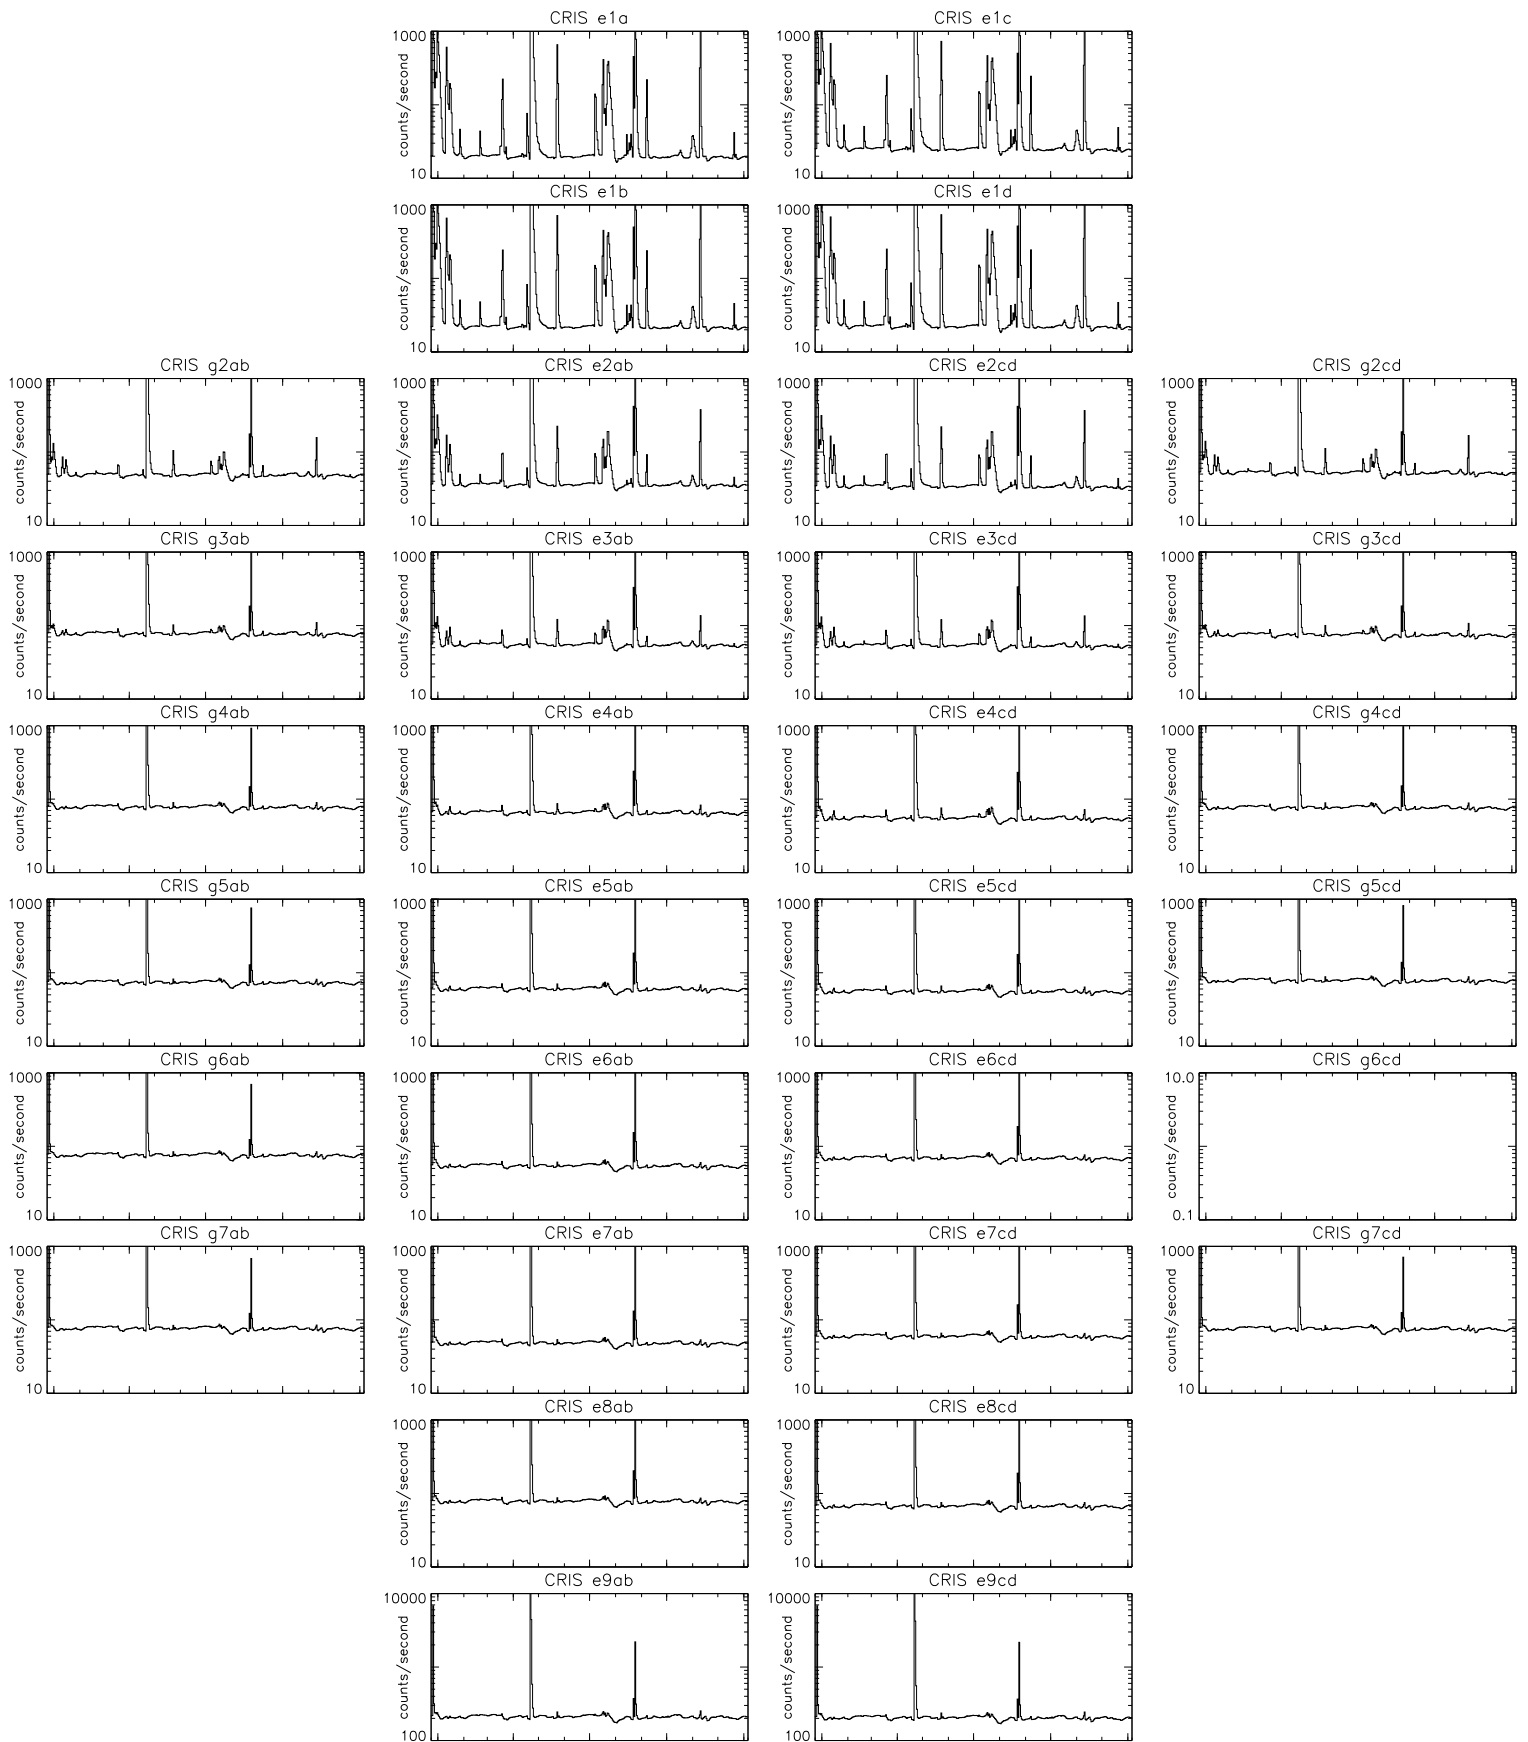 CRIS e1a CRIS e1c
1000 1000
counts/second counts/second
10 10
CRIS e1b CRIS e1d
1000 1000
counts/second counts/second
10 10
CRIS g2ab CRIS e2ab CRIS e2cd CRIS g2cd
1000 1000 1000 1000
counts/second counts/second counts/second counts/second
10 10 10 10
CRIS g3ab CRIS e3ab CRIS e3cd CRIS g3cd
1000 1000 1000 1000
counts/second counts/second counts/second counts/second
10 10 10 10
CRIS g4ab CRIS e4ab CRIS e4cd CRIS g4cd
1000 1000 1000 1000
counts/second counts/second counts/second counts/second
10 10 10 10
CRIS g5ab CRIS e5ab CRIS e5cd CRIS g5cd
1000 1000 1000 1000
counts/second counts/second counts/second counts/second
10 10 10 10
CRIS g6ab CRIS e6ab CRIS e6cd CRIS g6cd
1000 1000 1000 10.0
counts/second counts/second counts/second counts/second
10 10 10 0.1
CRIS g7ab CRIS e7ab CRIS e7cd CRIS g7cd
1000 1000 1000 1000
counts/second counts/second counts/second counts/second
10 10 10 10
CRIS e8ab CRIS e8cd
1000 1000
counts/second counts/second
10 10
CRIS e9ab CRIS e9cd
10000 10000
counts/second counts/second
100 100